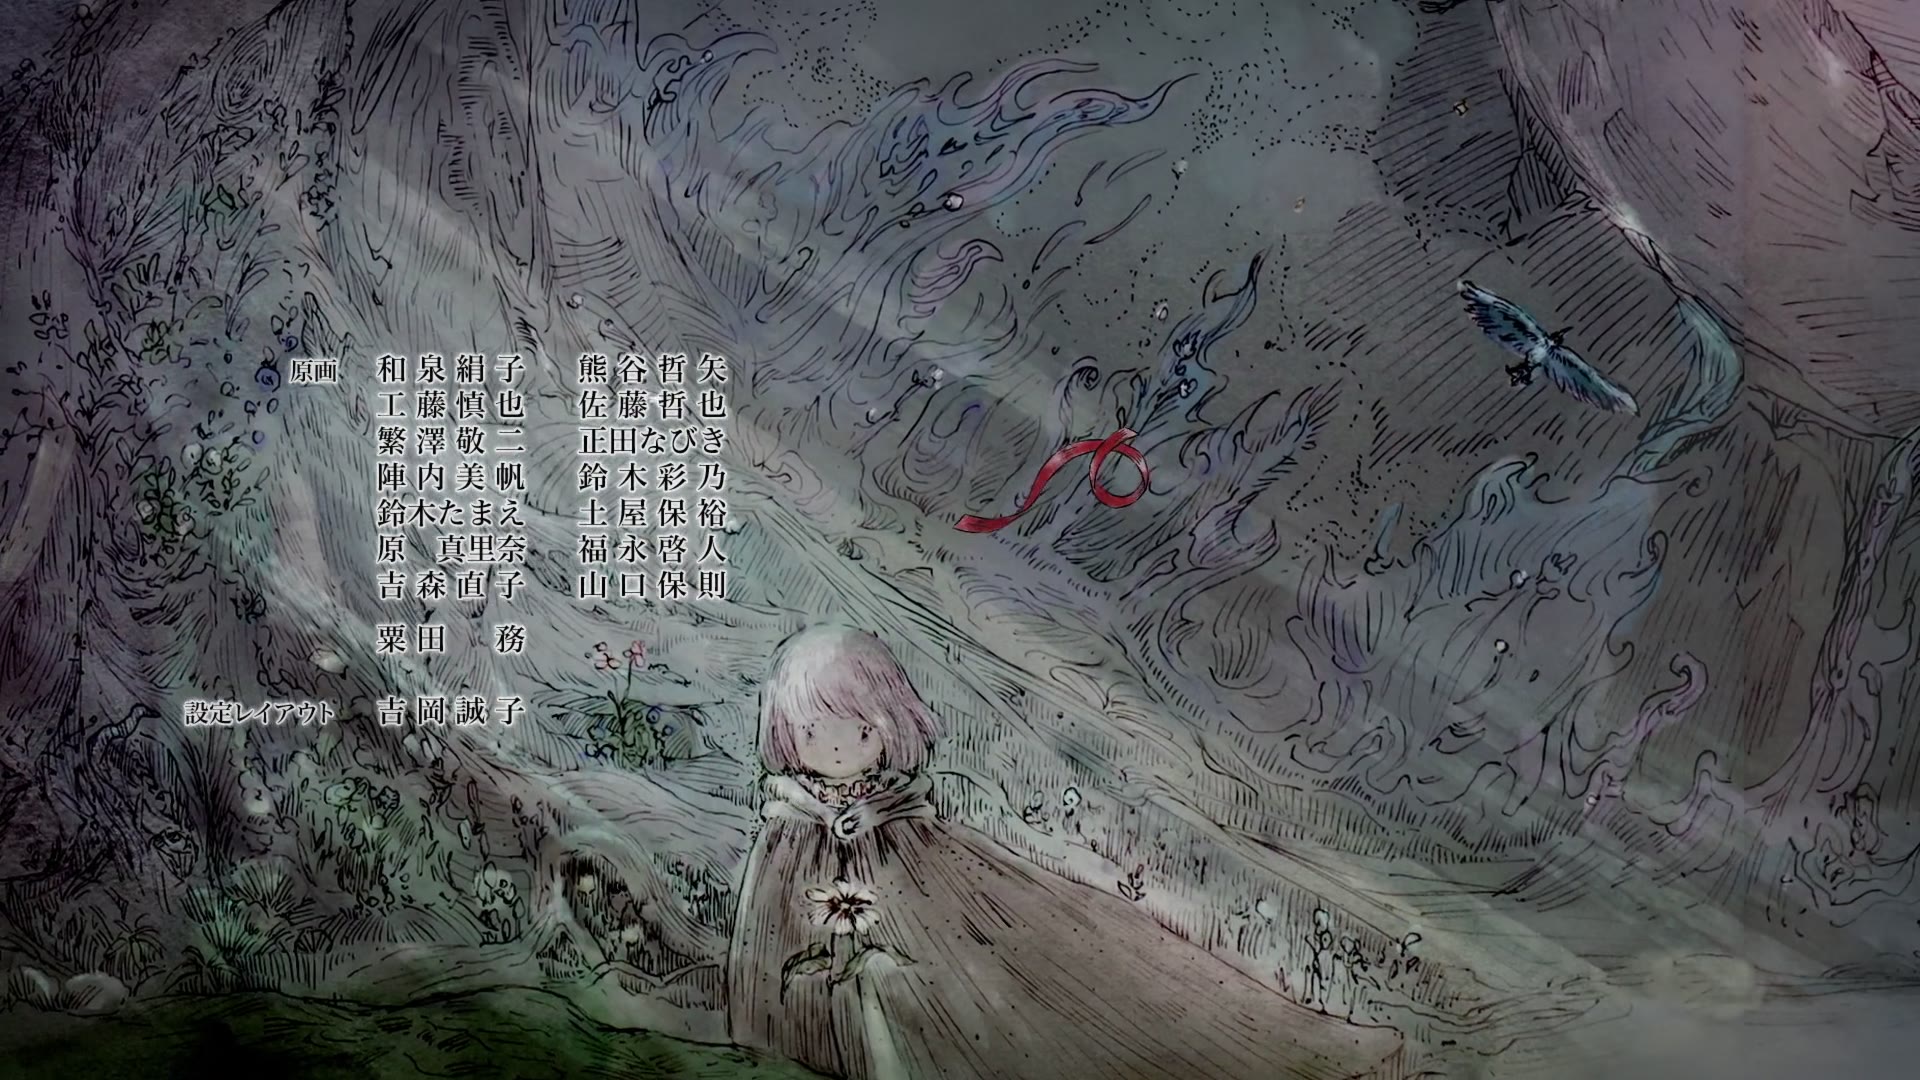 原画 和泉絹子 熊谷哲矢
工藤慎也 佐藤哲也
繁澤敬二 正田なびき
陣内美帆 鈴木彩乃
鈴木たまえ 土屋保裕
原 真里奈 福永啓人
吉森直子 山口保則
粟田 務
設定レイアウト 吉岡誠子